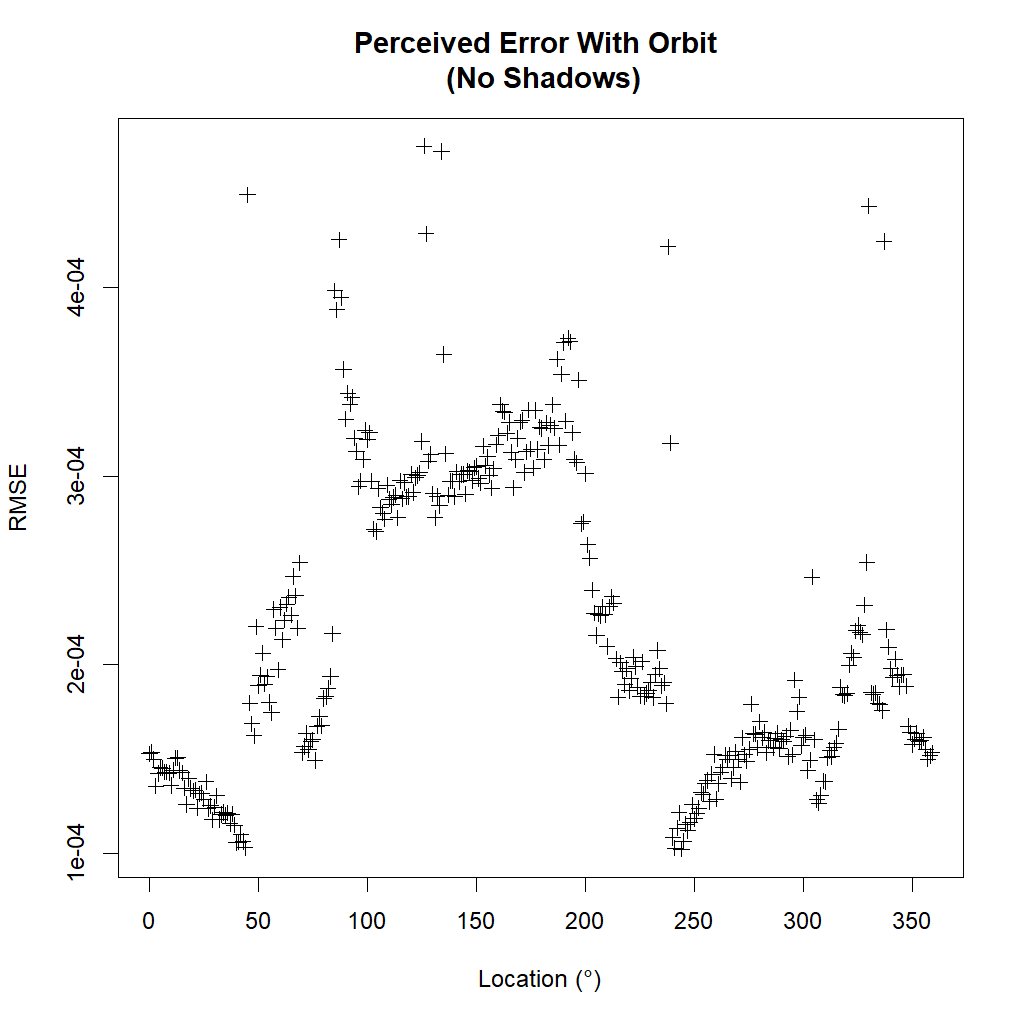 Perceived Error With Orbit
(No Shadows)
RMSE
4e-04
3e-04
2e-04
1e-04
0 50 100 150 200 250 300 350
Location (°)